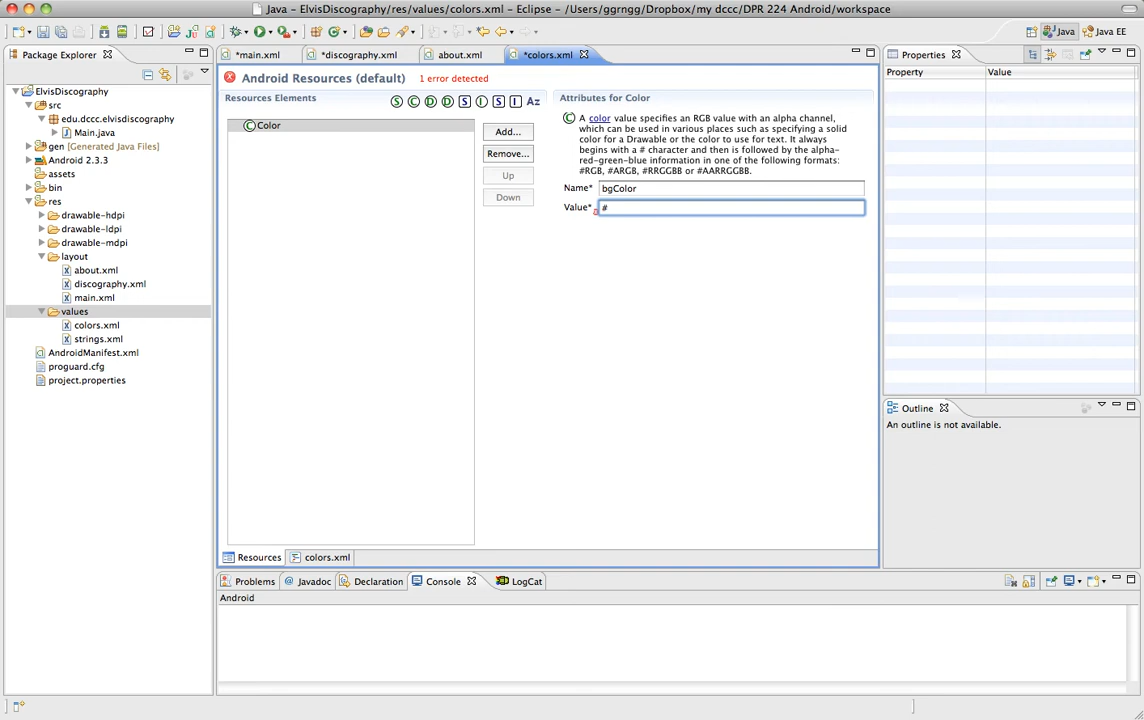 Java - ElvisDiscography/res/values/colors.xml - Eclipse - /Users/ggrngg/Dropbox/my dccc/DPR 224 Android/workspace
Java
Java EE
Package Explorer
ElvisDiscography
src
edu.dccc.elvisdiscography
Main.java
gen [Generated Java Files]
Android 2.3.3
assets
bin
res
drawable-hdpi
drawable-ldpi
drawable-mdpi
layout
about.xml
discography.xml
main.xml
values
colors.xml
strings.xml
AndroidManifest.xml
proguard.cfg
project.properties
*main.xml
*discography.xml
about.xml
*colors.xml
Android Resources (default)
1 error detected
Resources Elements
S C D D S I S I Az
Color
Add...
Remove...
Up
Down
Attributes for Color
C A color value specifies an RGB value with an alpha channel,
which can be used in various places such as specifying a solid
color for a Drawable or the color to use for text. It always
begins with a # character and then is followed by the alpha-
red-green-blue information in one of the following formats:
#RGB, #ARGB, #RRGGBB or #AARRGGBB.
Name* bgColor
Value* #
Resources
colors.xml
Properties
Property
Value
Outline
An outline is not available.
Problems
Javadoc
Declaration
Console
LogCat
Android